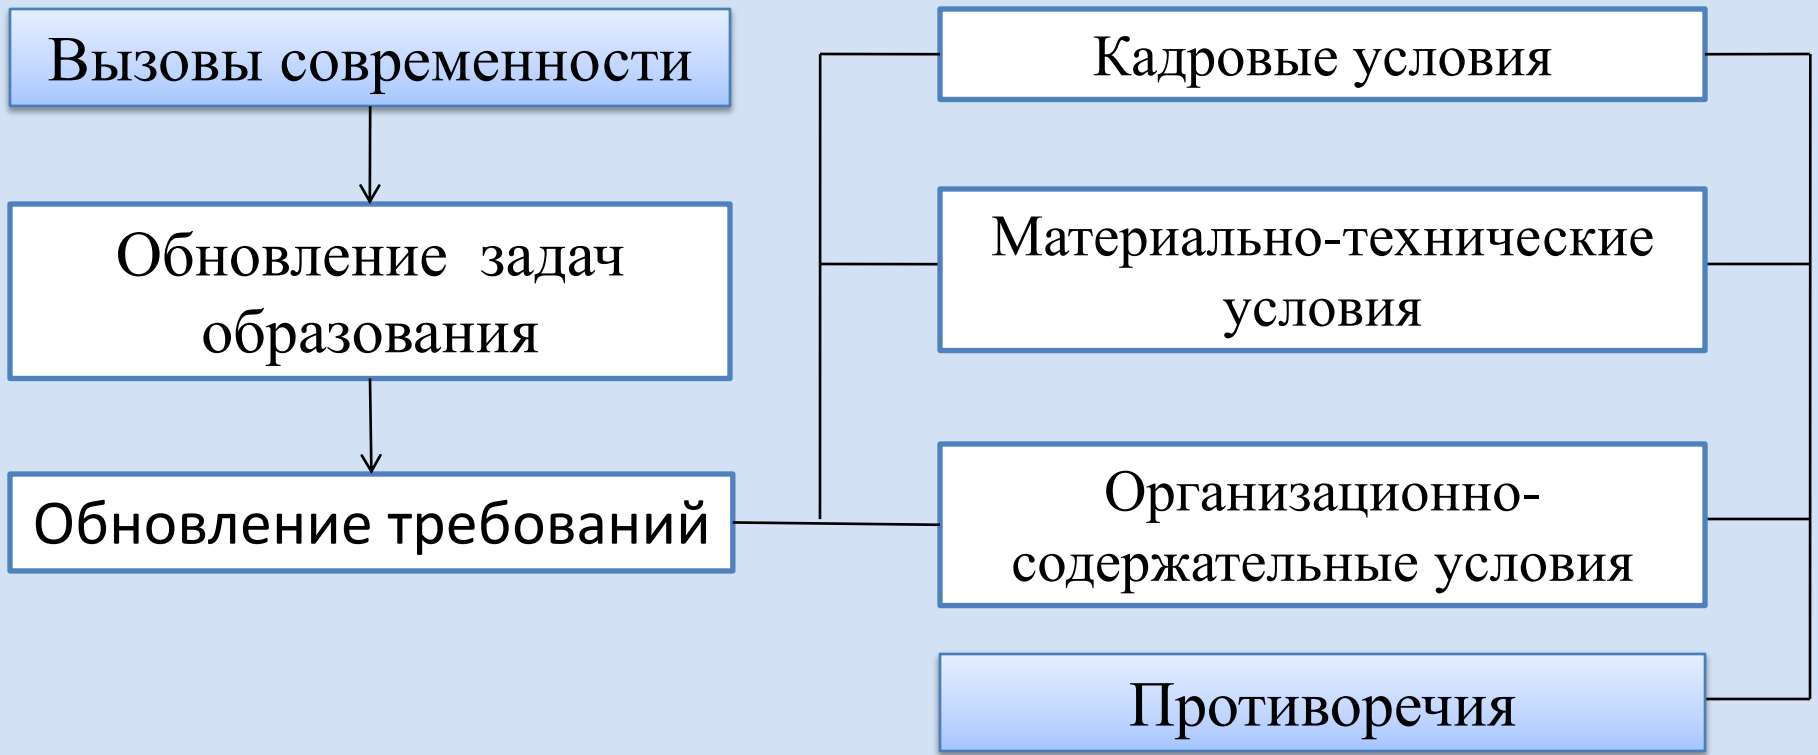 Вызовы современности
Обновление задач
образования
Обновление требований
Кадровые условия
Материально-технические
условия
Организационно-
содержательные условия
Противоречия